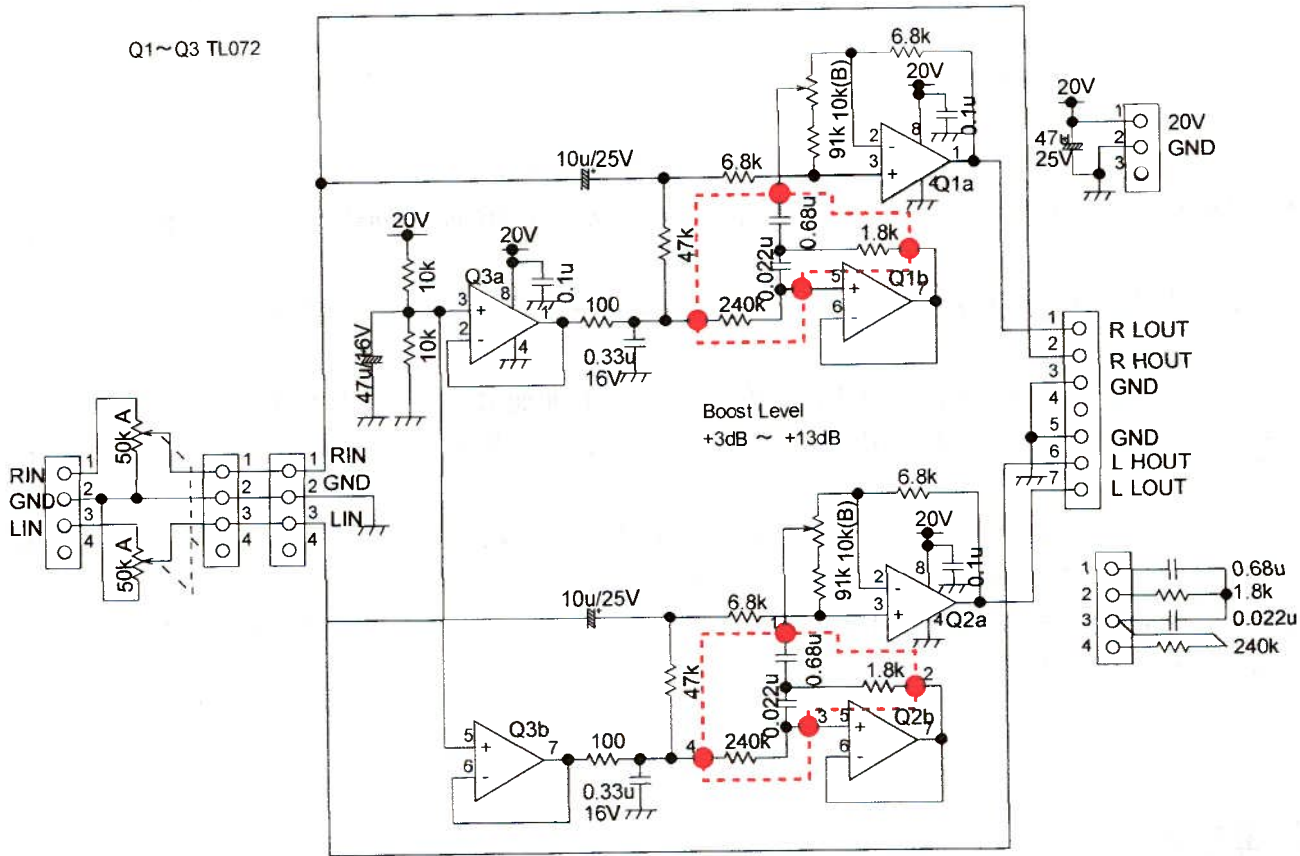 Q1～Q3 TL072
6.8k
20V
10k(B)
0.1u
91k
8
2
-
3
+
1
4
Q1a
20V
1
20V
47u
25V
2
GND
3
10u/25V
6.8k
47k
0.68u
1.8k
0.022u
5
+
Q1b
7
6
-
240k
20V
10k
10k
47u/16V
20V
Q3a
8
0.1u
3
+
2
-
1
4
100
0.33u
16V
1
R LOUT
2
R HOUT
3
GND
4
5
GND
6
L HOUT
7
L LOUT
Boost Level
+3dB ～ +13dB
50k A
RIN
1
GND
2
LIN
3
4
50k A
1
2
3
4
RIN
1
GND
2
3
LIN
4
6.8k
20V
10k(B)
0.1u
91k
8
2
-
3
+
4
Q2a
10u/25V
6.8k
1
47k
0.68u
1.8k
2
0.022u
3
5
+
Q2b
7
6
-
4
240k
Q3b
5
+
6
-
7
100
0.33u
16V
1
0.68u
2
1.8k
3
0.022u
4
240k